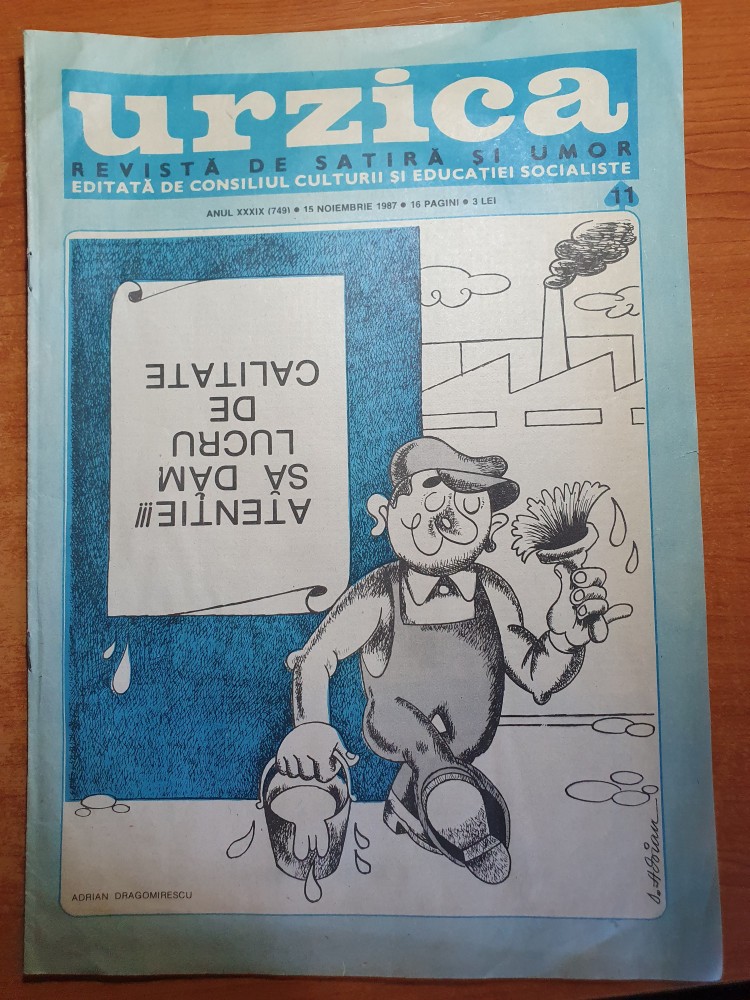 urzica
REVISTĂ DE SATIRĂ ȘI UMOR
EDITATĂ DE CONSILIUL CULTURII ȘI EDUCAȚIEI SOCIALISTE
ANUL XXXIX (749) • 15 NOIEMBRIE 1987 • 16 PAGINI • 3 LEI
11
ATENȚIE!!!
SĂ DĂM
LUCRU
DE
CALITATE
ADRIAN DRAGOMIRESCU